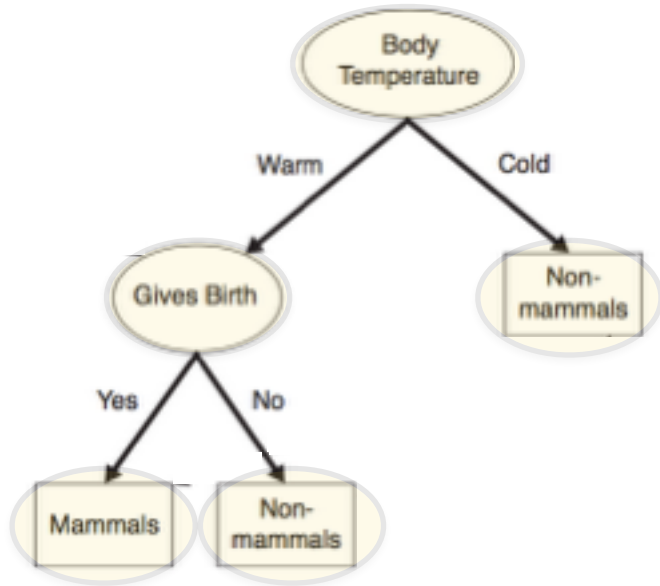 Body
Temperature
Warm
Cold
Gives Birth
Non-
mammals
Yes
No
Mammals
Non-
mammals